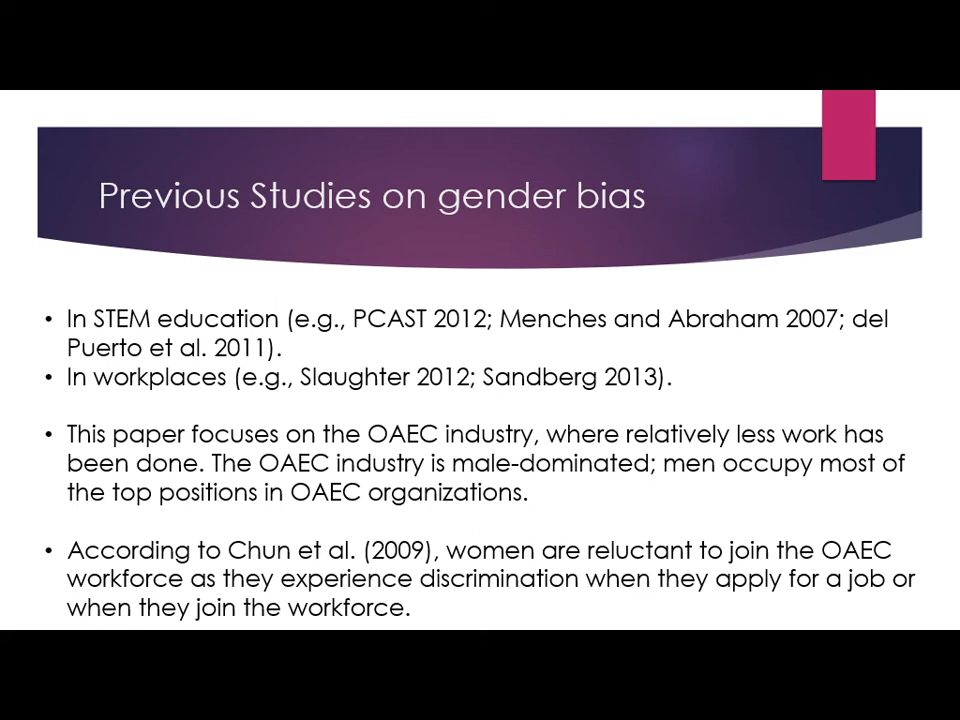 Previous Studies on gender bias
• In STEM education (e.g., PCAST 2012; Menches and Abraham 2007; del
Puerto et al. 2011).
• In workplaces (e.g., Slaughter 2012; Sandberg 2013).
• This paper focuses on the OAEC industry, where relatively less work has
been done. The OAEC industry is male-dominated; men occupy most of
the top positions in OAEC organizations.
• According to Chun et al. (2009), women are reluctant to join the OAEC
workforce as they experience discrimination when they apply for a job or
when they join the workforce.